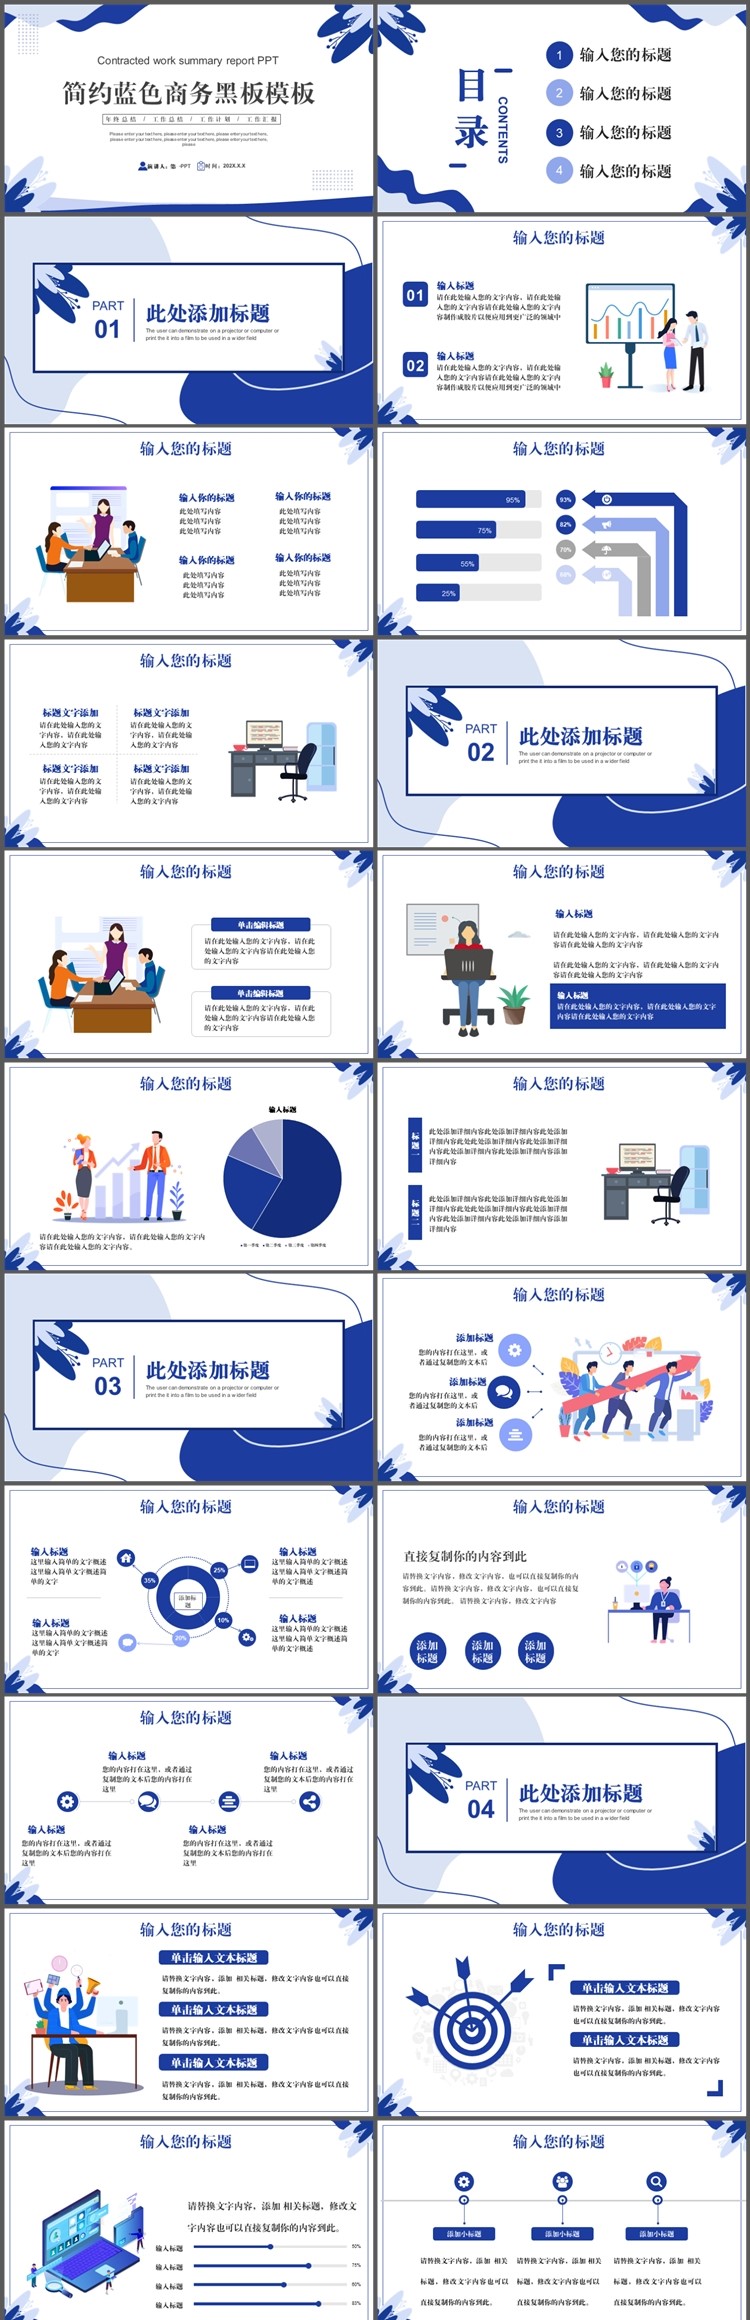 Contracted work summary report PPT
简约蓝色商务黑板模板
年终总结 / 工作总结 / 工作计划 / 工作汇报
Please enter your text here, please enter your text here, please enter your text here,
Please enter your text here, please enter your text here, please enter your text here,
please
演讲人：第一PPT 时间：202X.X.X
目录
CONTENTS
1 输入您的标题
2 输入您的标题
3 输入您的标题
4 输入您的标题
PART
01
此处添加标题
The user can demonstrate on a projector or computer or
print the it into a film to be used in a wider field
输入您的标题
01
输入标题
请在此处输入您的文字内容，请在此处输
入您的文字内容请在此处输入您的文字内
容制作成胶片以便应用到更广泛的领域中
02
输入标题
请在此处输入您的文字内容，请在此处输
入您的文字内容请在此处输入您的文字内
容制作成胶片以便应用到更广泛的领域中
输入您的标题
输入你的标题
此处填写内容
此处填写内容
此处填写内容
输入你的标题
此处填写内容
此处填写内容
此处填写内容
输入你的标题
此处填写内容
此处填写内容
此处填写内容
输入你的标题
此处填写内容
此处填写内容
此处填写内容
输入您的标题
95%
75%
55%
25%
93%
82%
70%
输入您的标题
标题文字添加
请在此处输入您的文
字内容，请在此处输
入您的文字内容
标题文字添加
请在此处输入您的文
字内容，请在此处输
入您的文字内容
标题文字添加
请在此处输入您的文
字内容，请在此处输
入您的文字内容
标题文字添加
请在此处输入您的文
字内容，请在此处输
入您的文字内容
PART
02
此处添加标题
The user can demonstrate on a projector or computer or
print the it into a film to be used in a wider field
输入您的标题
单击编辑标题
请在此处输入您的文字内容，请在此
处输入您的文字内容请在此处输入您
的文字内容
单击编辑标题
请在此处输入您的文字内容，请在此
处输入您的文字内容请在此处输入您
的文字内容
输入您的标题
输入标题
请在此处输入您的文字内容，请在此处输入您的文字内
容请在此处输入您的文字内容
请在此处输入您的文字内容，请在此处输入您的文字内
容请在此处输入您的文字内容
输入标题
请在此处输入您的文字内容，请在此处输入您的文字
内容请在此处输入您的文字内容
输入您的标题
输入标题
请在此处输入您的文字内容，请在此处输入您的文字内
容请在此处输入您的文字内容。
第一季度 第二季度 第三季度 第四季度
输入您的标题
标题一
此处添加详细内容此处添加详细内容此处添加
详细内容此处此处添加详细内容此处添加详细
内容此处添加详细内容此处添加详细内容添加
详细内容
标题二
此处添加详细内容此处添加详细内容此处添加
详细内容此处此处添加详细内容此处添加详细
内容此处添加详细内容此处添加详细内容添加
详细内容
PART
03
此处添加标题
The user can demonstrate on a projector or computer or
print the it into a film to be used in a wider field
输入您的标题
添加标题
您的内容打在这里，或
者通过复制您的文本后
添加标题
您的内容打在这里，或
者通过复制您的文本后
添加标题
您的内容打在这里，或
者通过复制您的文本后
输入您的标题
输入标题
这里输入简单的文字概述
这里输入简单文字概述简
单的文字
输入标题
这里输入简单的文字概述
这里输入简单文字概述简
单的文字
35%
25%
10%
20%
添加标
题
输入标题
这里输入简单的文字概述
这里输入简单文字概述简
单的文字概述
输入标题
这里输入简单的文字概述
这里输入简单文字概述简
单的文字概述
输入您的标题
直接复制你的内容到此
请替换文字内容，修改文字内容，也可以直接复制你的内
容到此。请替换文字内容，修改文字内容，也可以直接复
制你的内容到此。 请替换文字内容，修改文字内容
添加
标题
添加
标题
添加
标题
输入您的标题
输入标题
您的内容打在这里，或者通过
复制您的文本后您的内容打在
这里
输入标题
您的内容打在这里，或者通过
复制您的文本后您的内容打在
这里
输入标题
您的内容打在这里，或者通过
复制您的文本后您的内容打在
这里
输入标题
您的内容打在这里，或者通过
复制您的文本后您的内容打在
这里
PART
04
此处添加标题
The user can demonstrate on a projector or computer or
print the it into a film to be used in a wider field
输入您的标题
单击输入文本标题
请替换文字内容，添加 相关标题，修改文字内容也可以直接
复制你的内容到此。
单击输入文本标题
请替换文字内容，添加 相关标题，修改文字内容也可以直接
复制你的内容到此。
单击输入文本标题
请替换文字内容，添加 相关标题，修改文字内容也可以直接
复制你的内容到此。
输入您的标题
单击输入文本标题
请替换文字内容，添加 相关标题，修改文字内容
也可以直接复制你的内容到此。
单击输入文本标题
请替换文字内容，添加 相关标题，修改文字内容
也可以直接复制你的内容到此。
输入您的标题
请替换文字内容，添加 相关标题，修改文
字内容也可以直接复制你的内容到此。
输入标题 50%
输入标题 75%
输入标题 60%
输入标题 83%
输入您的标题
添加小标题
请替换文字内容，添加 相关
标题，修改文字内容也可以
直接复制你的内容到此。
添加小标题
请替换文字内容，添加 相关
标题，修改文字内容也可以
直接复制你的内容到此。
添加小标题
请替换文字内容，添加 相关
标题，修改文字内容也可以
直接复制你的内容到此。